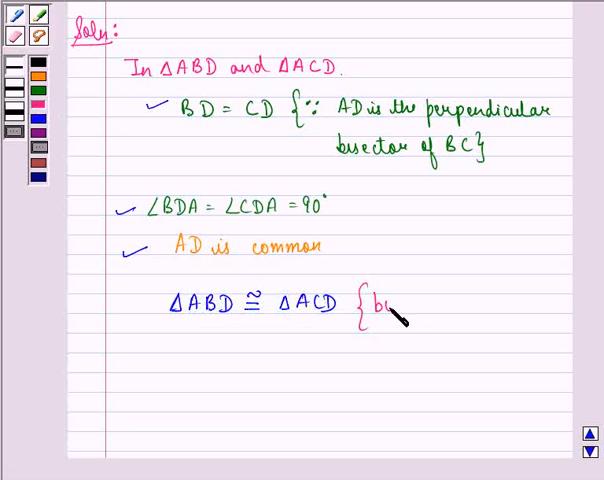 Soln:
In ΔABD and ΔACD.
BD = CD {∵ AD is the perpendicular
bisector of BC}
∠BDA = ∠CDA = 90°
AD is common
ΔABD ≅ ΔACD {